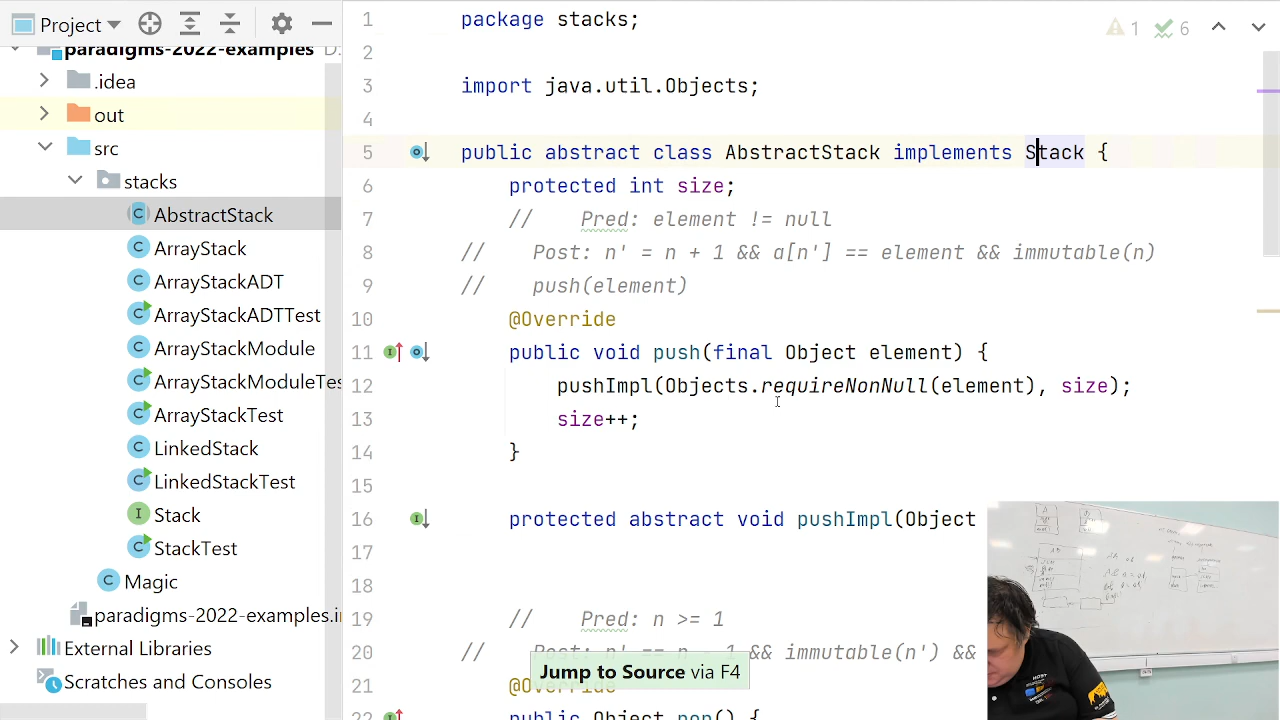 Project
paradigms-2022-examples D:
.idea
out
src
stacks
AbstractStack
ArrayStack
ArrayStackADT
ArrayStackADTTest
ArrayStackModule
ArrayStackModuleTes
ArrayStackTest
LinkedStack
LinkedStackTest
Stack
StackTest
Magic
paradigms-2022-examples.i
External Libraries
Scratches and Consoles
1 6
1 package stacks;
2
3 import java.util.Objects;
4
5 public abstract class AbstractStack implements Stack {
6 protected int size;
7 // Pred: element != null
8 // Post: n' = n + 1 && a[n'] == element && immutable(n)
9 // push(element)
10 @Override
11 public void push(final Object element) {
12 pushImpl(Objects.requireNonNull(element), size);
13 size++;
14 }
15
16 protected abstract void pushImpl(Object
17
18
19 // Pred: n >= 1
20 // Post: n' == n - 1 && immutable(n') &&
21 @Override
22 public Object pop() {
Jump to Source via F4